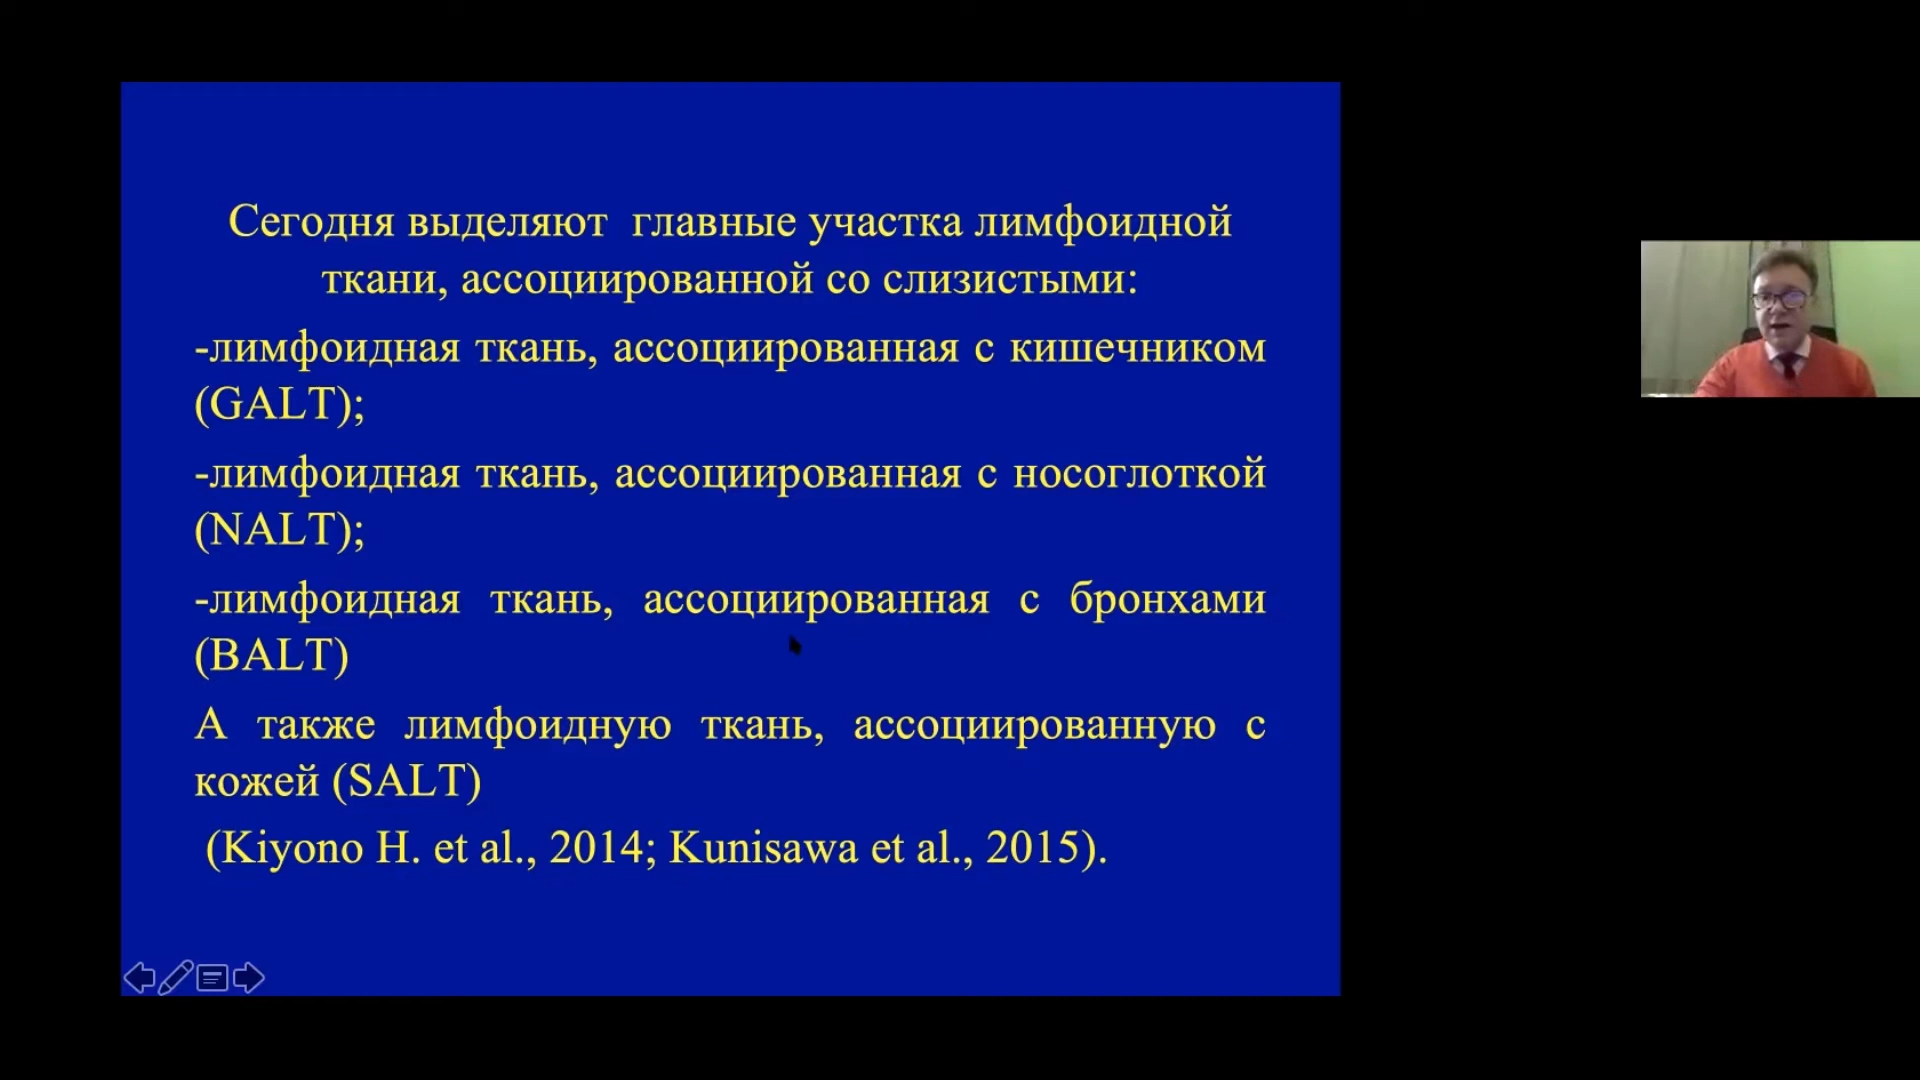 Сегодня выделяют главные участка лимфоидной
ткани, ассоциированной со слизистыми:
-лимфоидная ткань, ассоциированная с кишечником
(GALT);
-лимфоидная ткань, ассоциированная с носоглоткой
(NALT);
-лимфоидная ткань, ассоциированная с бронхами
(BALT)
А также лимфоидную ткань, ассоциированную с
кожей (SALT)
(Kiyono H. et al., 2014; Kunisawa et al., 2015).